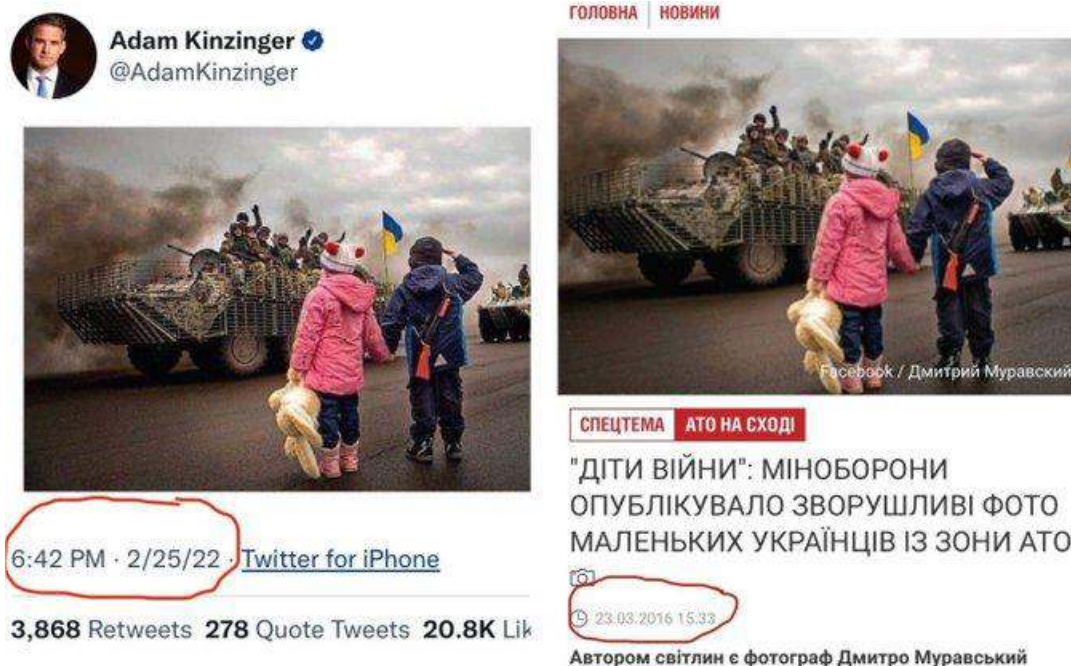 Adam Kinzinger
@AdamKinzinger
6:42 PM · 2/25/22 · Twitter for iPhone
3,868 Retweets 278 Quote Tweets 20.8K Lik
ГОЛОВНА | НОВИНИ
Facebook / Дмитрий Муравский
СПЕЦТЕМА АТО НА СХОДІ
"ДІТИ ВІЙНИ": МІНОБОРОНИ
ОПУБЛІКУВАЛО ЗВОРУШЛИВІ ФОТО
МАЛЕНЬКИХ УКРАЇНЦІВ ІЗ ЗОНИ АТО
23.03.2016 15:33
Автором світлин є фотограф Дмитро Муравський